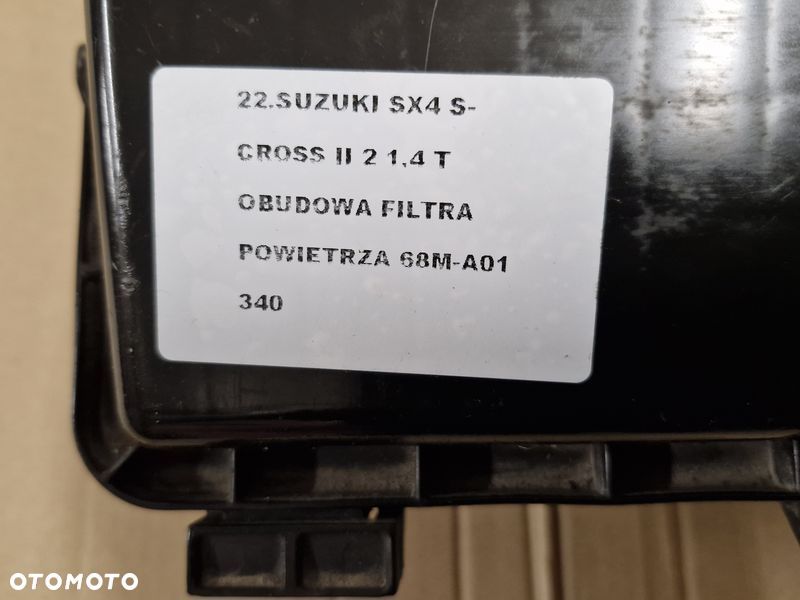 22.SUZUKI SX4 S-
CROSS II 2 1,4 T
OBUDOWA FILTRA
POWIETRZA 68M-A01
340
OTOMOTO